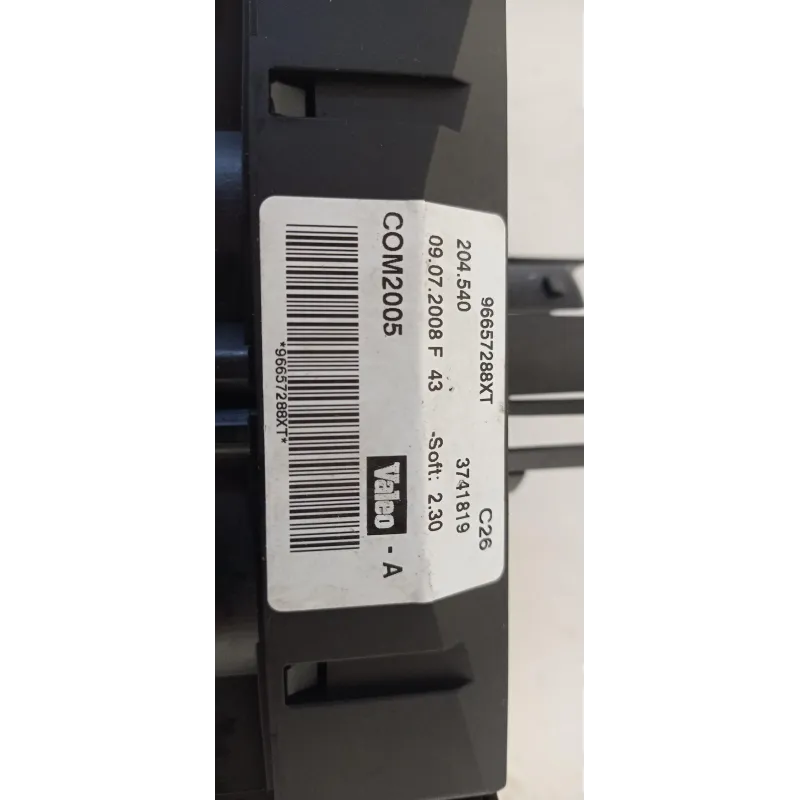 96657288XT C26
204.540 3741819
09.07.2008 F 43 -Soft: 2.30
COM2005 Valeo - A
*96657288XT*